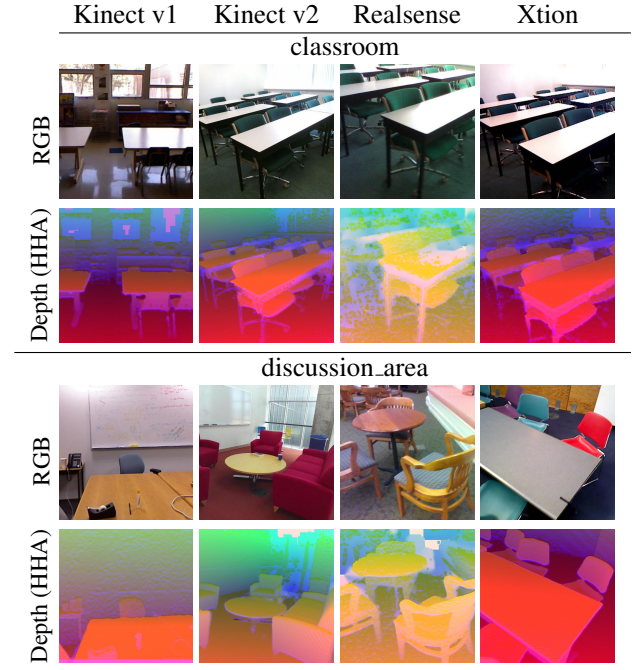 Kinect v1 Kinect v2 Realsense Xtion
classroom
RGB
Depth (HHA)
discussion_area
RGB
Depth (HHA)